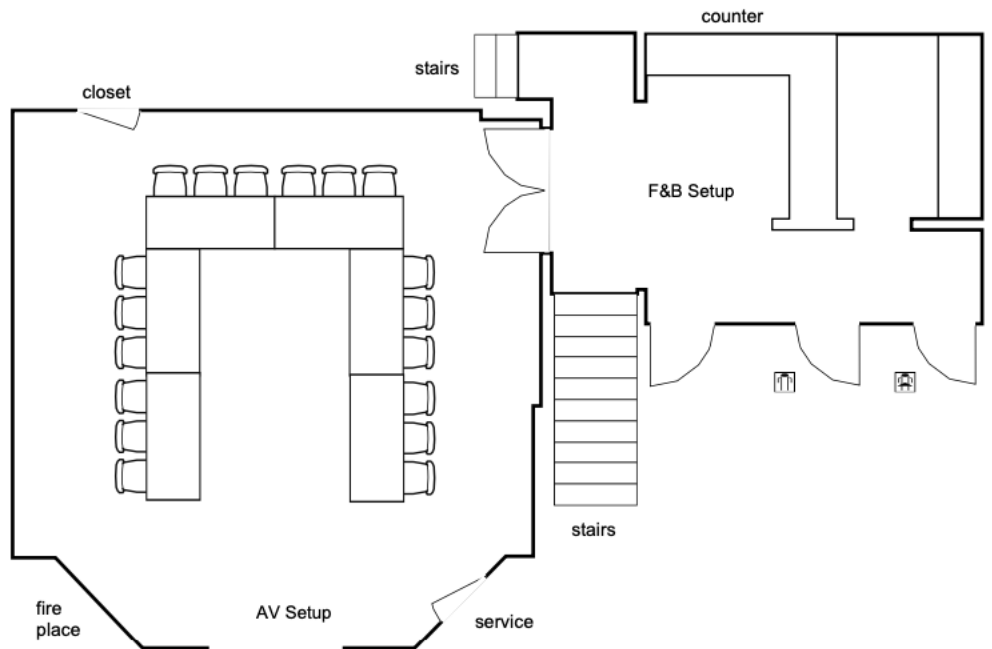 counter
stairs
closet
F&B Setup
stairs
fire
place
AV Setup
service